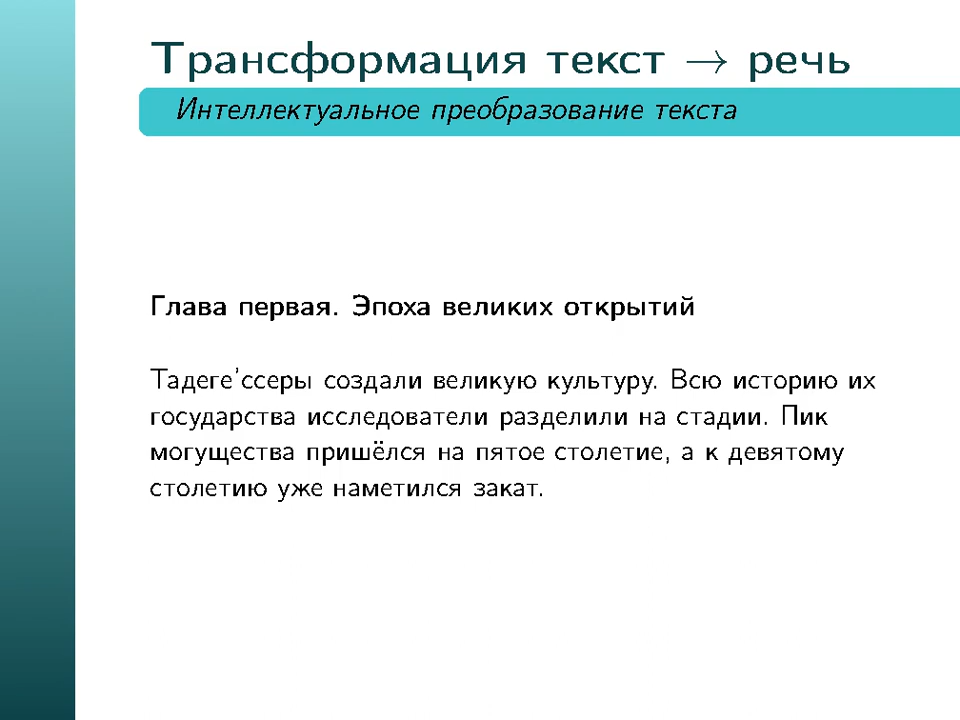 Трансформация текст → речь
Интеллектуальное преобразование текста
Глава первая. Эпоха великих открытий
Тадеге'ссеры создали великую культуру. Всю историю их
государства исследователи разделили на стадии. Пик
могущества пришёлся на пятое столетие, а к девятому
столетию уже наметился закат.